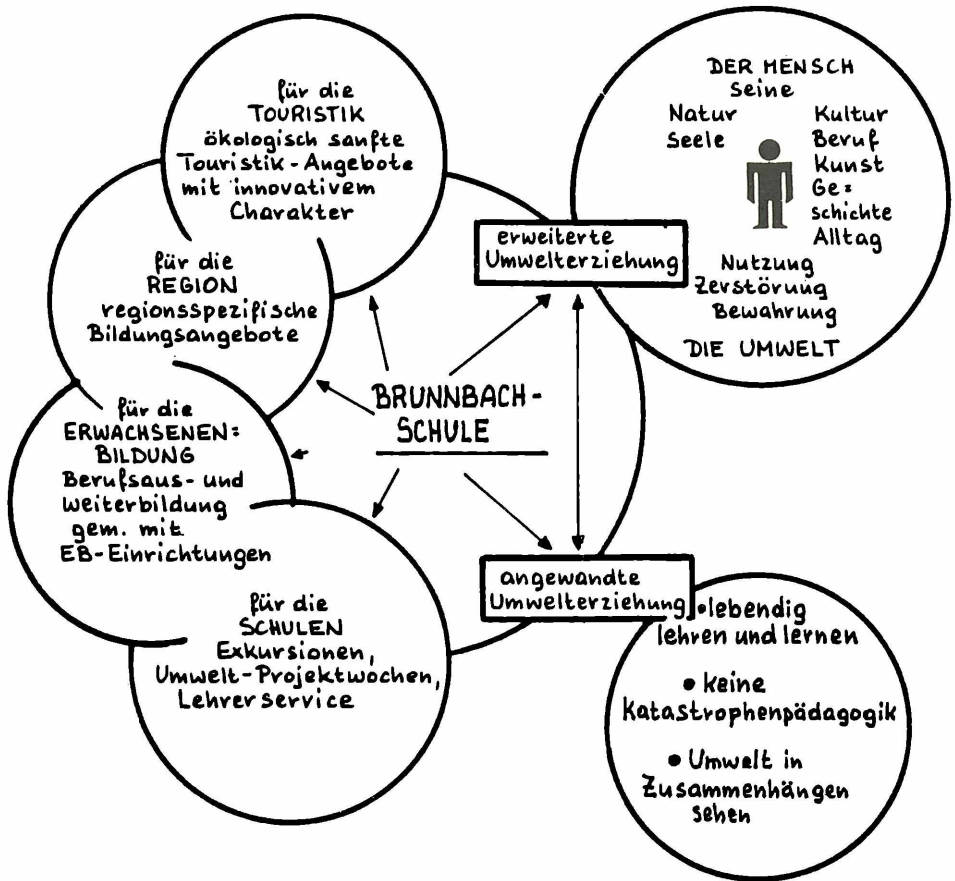 für die
TOURISTIK
ökologisch sanfte
Touristik-Angebote
mit innovativem
Charakter
für die
REGION
regionsspezifische
Bildungsangebote
für die
ERWACHSENEN=
BILDUNG
Berufsaus- und
Weiterbildung
gem. mit
EB-Einrichtungen
für die
SCHULEN
Exkursionen,
Umwelt-Projektwochen,
Lehrerservice
BRUNNBACH-
SCHULE
erweiterte
Umwelterziehung
DER MENSCH
seine
Natur
Seele
Kultur
Beruf
Kunst
Ge=
schichte
Alltag
Nutzung
Zerstörung
Bewahrung
DIE UMWELT
angewandte
Umwelterziehung
• lebendig
lehren und lernen
• keine
Katastrophenpädagogik
• Umwelt in
Zusammenhängen
sehen